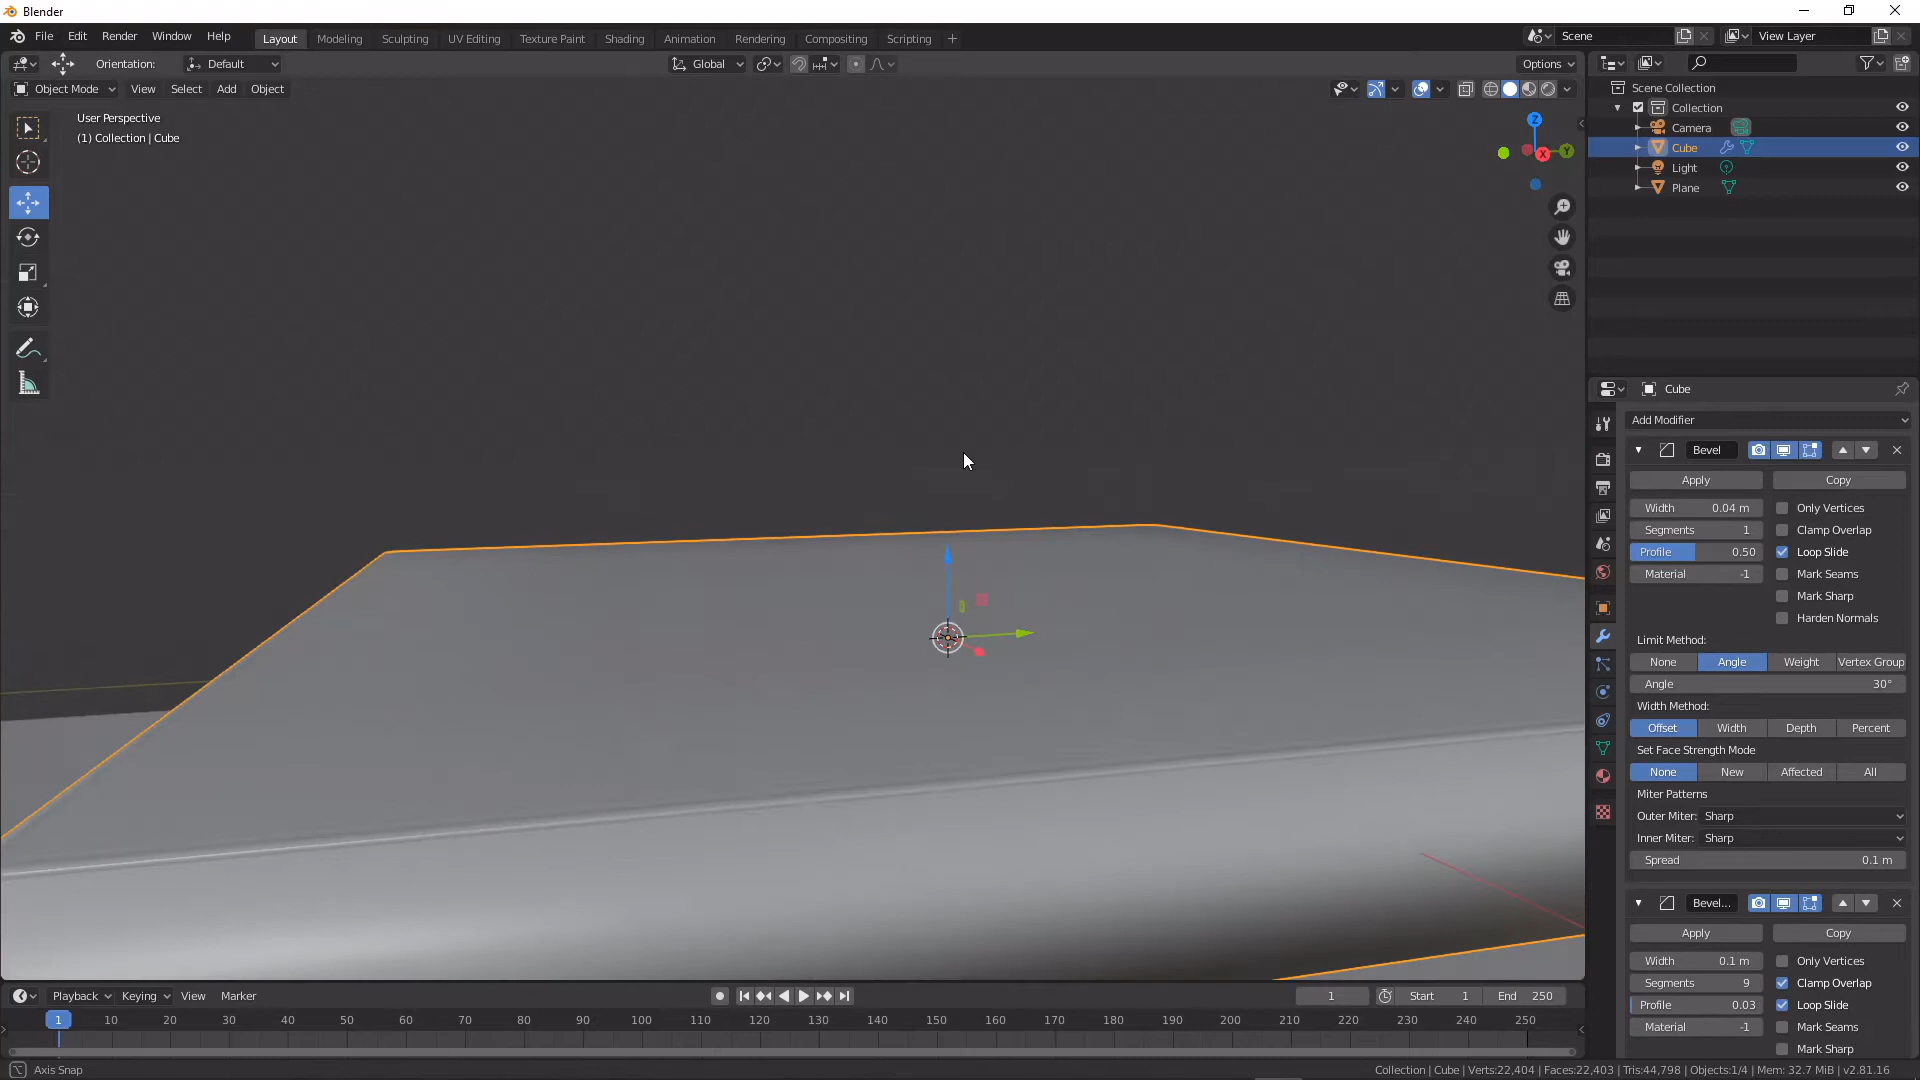 Blender
File Edit Render Window Help Layout Modeling Sculpting UV Editing Texture Paint Shading Animation Rendering Compositing Scripting + Scene View Layer
Orientation: Default Global Options
Object Mode View Select Add Object
User Perspective
(1) Collection | Cube
Z
Y
X
Scene Collection
Collection
Camera
Cube
Light
Plane
Cube
Add Modifier
Bevel
Apply Copy
Width 0.04 m Only Vertices
Segments 1 Clamp Overlap
Profile 0.50 Loop Slide
Material -1 Mark Seams
Mark Sharp
Harden Normals
Limit Method:
None Angle Weight Vertex Group
Angle 30°
Width Method:
Offset Width Depth Percent
Set Face Strength Mode
None New Affected All
Miter Patterns
Outer Miter: Sharp
Inner Miter: Sharp
Spread 0.1 m
Bevel...
Apply Copy
Width 0.1 m Only Vertices
Segments 9 Clamp Overlap
Profile 0.03 Loop Slide
Material -1 Mark Seams
Mark Sharp
Playback Keying View Marker 1 Start 1 End 250
1 10 20 30 40 50 60 70 80 90 100 110 120 130 140 150 160 170 180 190 200 210 220 230 240 250
Axis Snap Collection | Cube | Verts:22,404 | Faces:22,403 | Tris:44,798 | Objects:1/4 | Mem: 32.7 MiB | v2.81.16